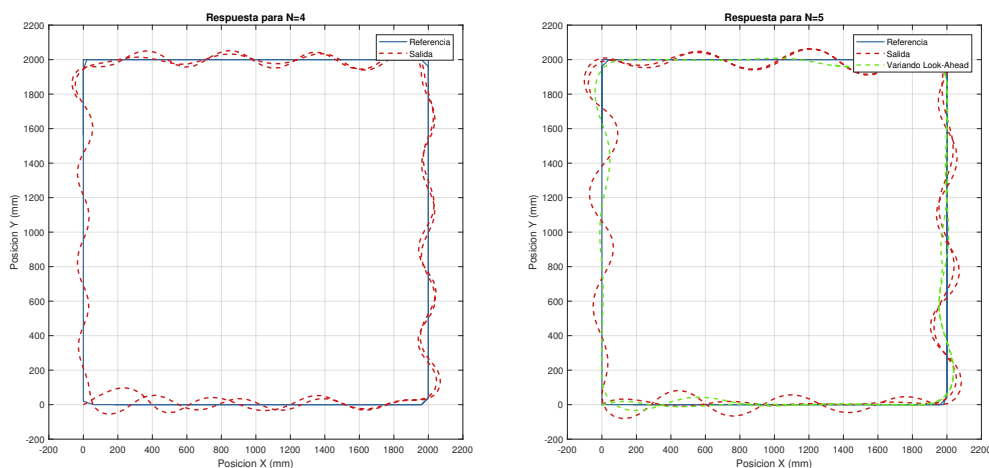 Respuesta para N=4
2200
2000
1800
1600
1400
1200
1000
800
600
400
200
0
-200
Posicion Y (mm)
-200 0 200 400 600 800 1000 1200 1400 1600 1800 2000 2200
Posicion X (mm)
Referencia
Salida
Respuesta para N=5
2200
2000
1800
1600
1400
1200
1000
800
600
400
200
0
-200
Posicion Y (mm)
-200 0 200 400 600 800 1000 1200 1400 1600 1800 2000 2200
Posicion X (mm)
Referencia
Salida
Variando Look-Ahead